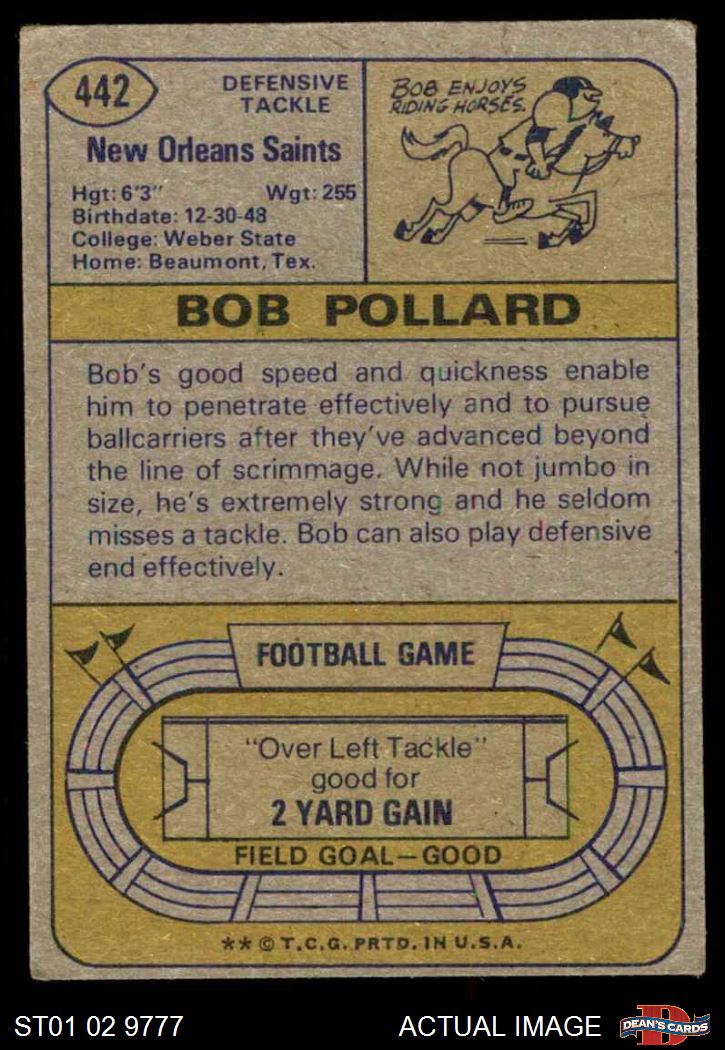 442
DEFENSIVE
TACKLE
New Orleans Saints
Hgt: 6'3" Wgt: 255
Birthdate: 12-30-48
College: Weber State
Home: Beaumont, Tex.
BOB ENJOYS
RIDING HORSES.
BOB POLLARD
Bob's good speed and quickness enable
him to penetrate effectively and to pursue
ballcarriers after they've advanced beyond
the line of scrimmage. While not jumbo in
size, he's extremely strong and he seldom
misses a tackle. Bob can also play defensive
end effectively.
FOOTBALL GAME
"Over Left Tackle"
good for
2 YARD GAIN
FIELD GOAL—GOOD
** © T.C.G. PRTD. IN U.S.A.
ST01 02 9777 ACTUAL IMAGE
D
DEAN'S CARDS